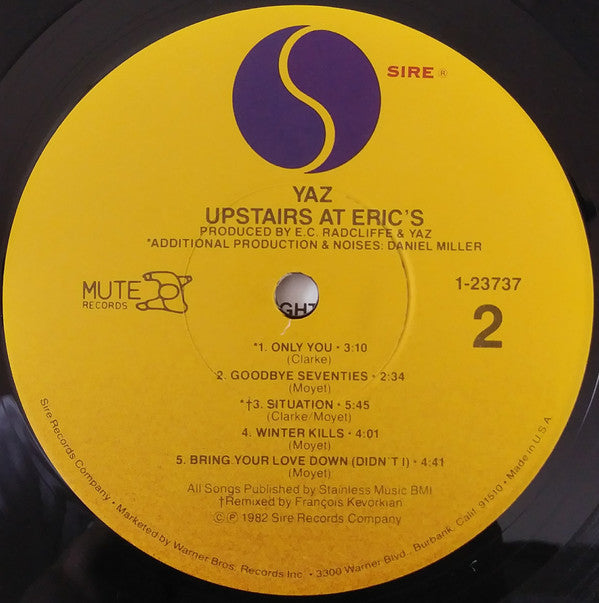 SIRE ®
YAZ
UPSTAIRS AT ERIC'S
PRODUCED BY E.C. RADCLIFFE & YAZ
*ADDITIONAL PRODUCTION & NOISES: DANIEL MILLER
MUTE
RECORDS
1-23737
2
GHT
*1. ONLY YOU • 3:10
(Clarke)
2. GOODBYE SEVENTIES • 2:34
(Moyet)
*†3. SITUATION • 5:45
(Clarke/Moyet)
4. WINTER KILLS • 4:01
(Moyet)
5. BRING YOUR LOVE DOWN (DIDN'T I) • 4:41
(Moyet)
All Songs Published by Stainless Music BMI
†Remixed by François Kevorkian
©℗ 1982 Sire Records Company
Sire Records Company • Marketed by Warner Bros. Records Inc. • 3300 Warner Blvd., Burbank, Calif. 91510 • Made in U.S.A